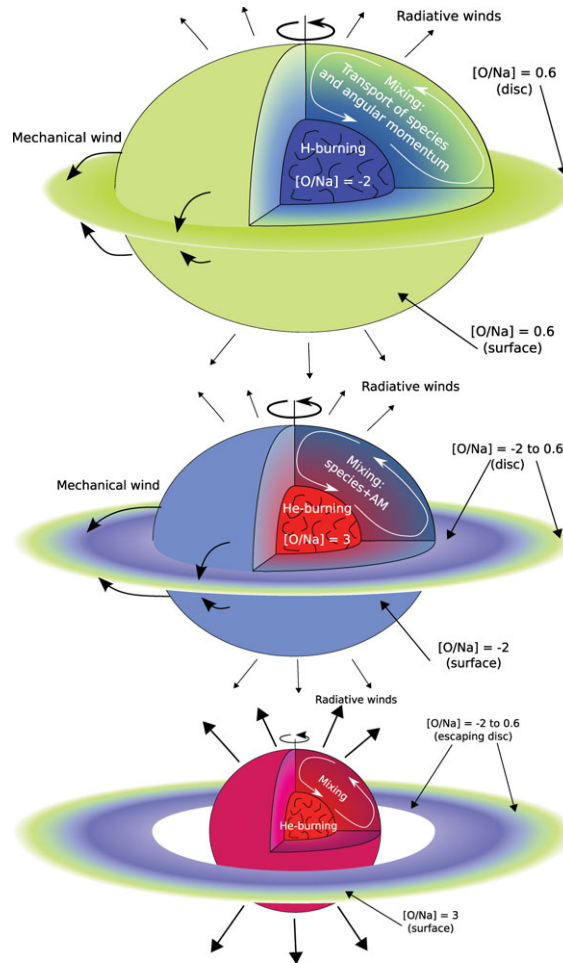 Radiative winds
[O/Na] = 0.6
(disc)
Mixing:
Transport of species
and angular momentum
Mechanical wind
H-burning
[O/Na] = -2
[O/Na] = 0.6
(surface)
Radiative winds
[O/Na] = -2 to 0.6
(disc)
Mixing:
species+AM
Mechanical wind
He-burning
[O/Na] = 3
[O/Na] = -2
(surface)
Radiative winds
[O/Na] = -2 to 0.6
(escaping disc)
Mixing
He-burning
[O/Na] = 3
(surface)